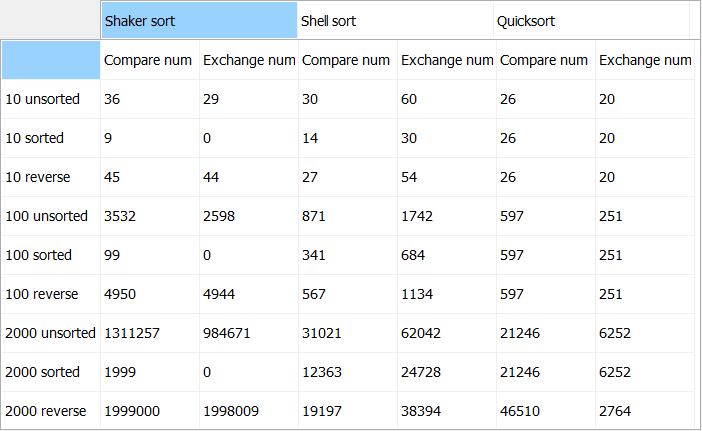 Shaker sort Shell sort Quicksort
Compare num Exchange num Compare num Exchange num Compare num Exchange num
10 unsorted 36 29 30 60 26 20
10 sorted 9 0 14 30 26 20
10 reverse 45 44 27 54 26 20
100 unsorted 3532 2598 871 1742 597 251
100 sorted 99 0 341 684 597 251
100 reverse 4950 4944 567 1134 597 251
2000 unsorted 1311257 984671 31021 62042 21246 6252
2000 sorted 1999 0 12363 24728 21246 6252
2000 reverse 1999000 1998009 19197 38394 46510 2764